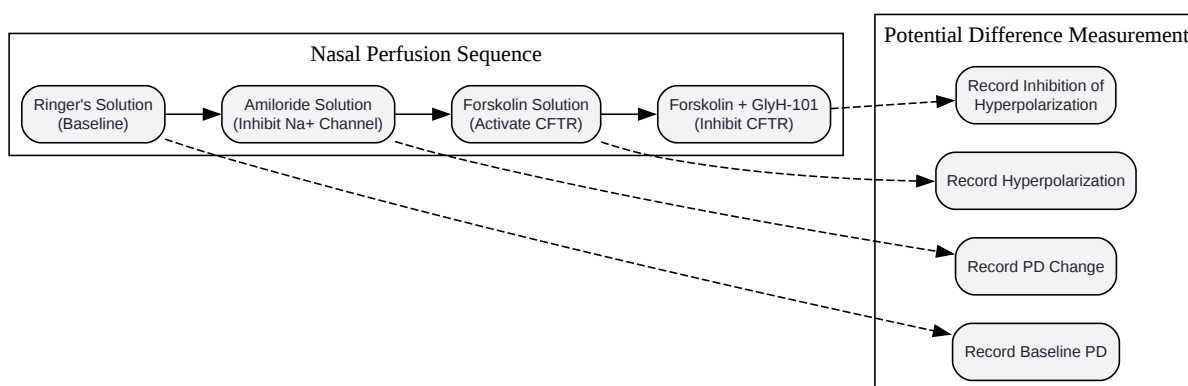 Potential Difference Measurement
Nasal Perfusion Sequence
Ringer's Solution
(Baseline)
Amiloride Solution
(Inhibit Na+ Channel)
Forskolin Solution
(Activate CFTR)
Forskolin + GlyH-101
(Inhibit CFTR)
Record Inhibition of
Hyperpolarization
Record Hyperpolarization
Record PD Change
Record Baseline PD